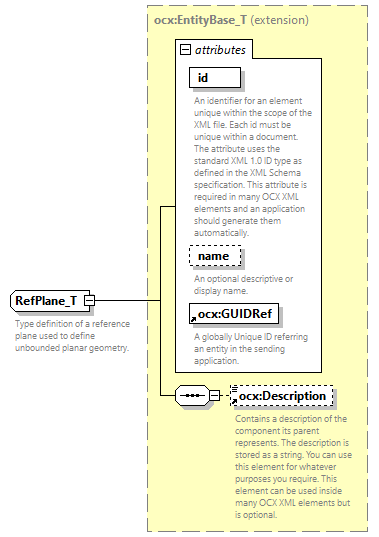 ocx:EntityBase_T (extension)
attributes
id
An identifier for an element
unique within the scope of the
XML file. Each id must be
unique within a document.
The attribute uses the
standard XML 1.0 ID type as
defined in the XML Schema
specification. This attribute is
required in many OCX XML
elements and an application
should generate them
automatically.
name
An optional descriptive or
display name.
ocx:GUIDRef
A globally Unique ID referring
an entity in the sending
application.
RefPlane_T
Type definition of a reference
plane used to define
unbounded planar geometry.
ocx:Description
Contains a description of the
component its parent
represents. The description is
stored as a string. You can use
this element for whatever
purposes you require. This
element can be used inside
many OCX XML elements but
is optional.